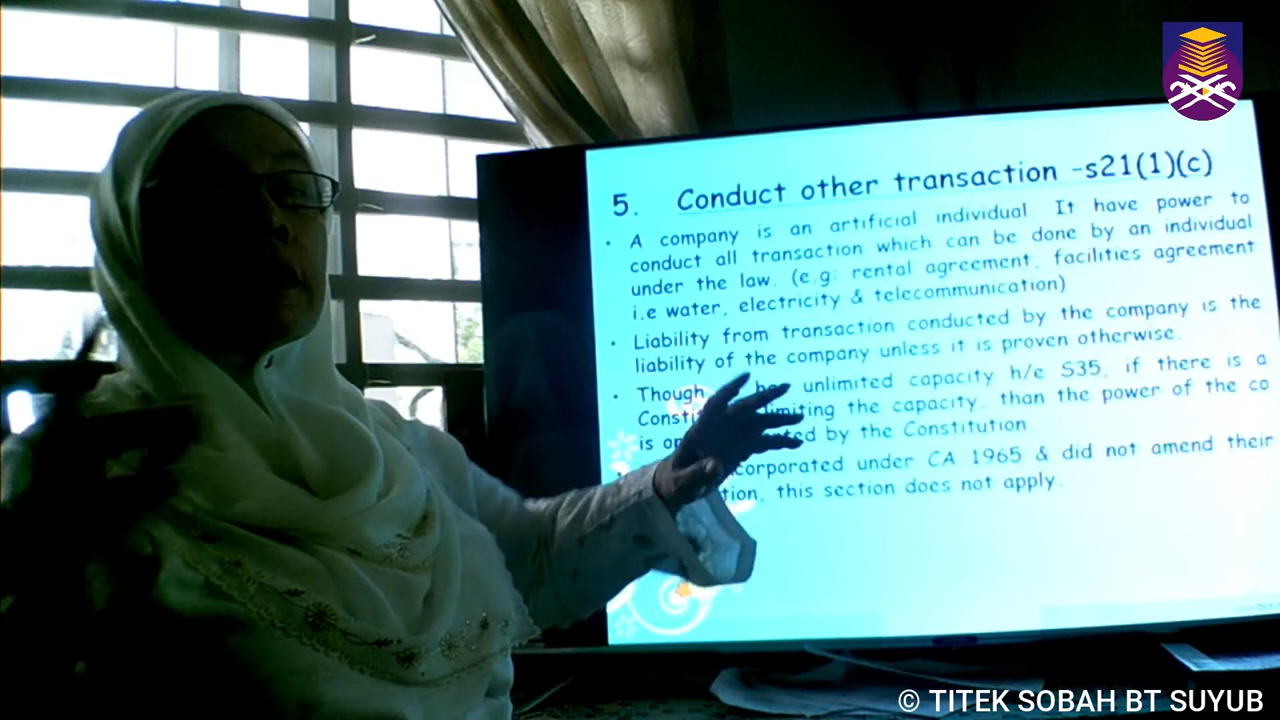 5. Conduct other transaction -s21(1)(c)
• A company is an artificial individual. It have power to
conduct all transaction which can be done by an individual
under the law. (e.g: rental agreement, facilities agreement
i.e water, electricity & telecommunication)
• Liability from transaction conducted by the company is the
liability of the company unless it is proven otherwise.
• Though unlimited capacity h/e S35, if there is a
limiting the capacity, than the power of the co
is by the Constitution.
CA 1965 & did not amend their
this section does not apply.
© TITEK SOBAH BT SUYUB